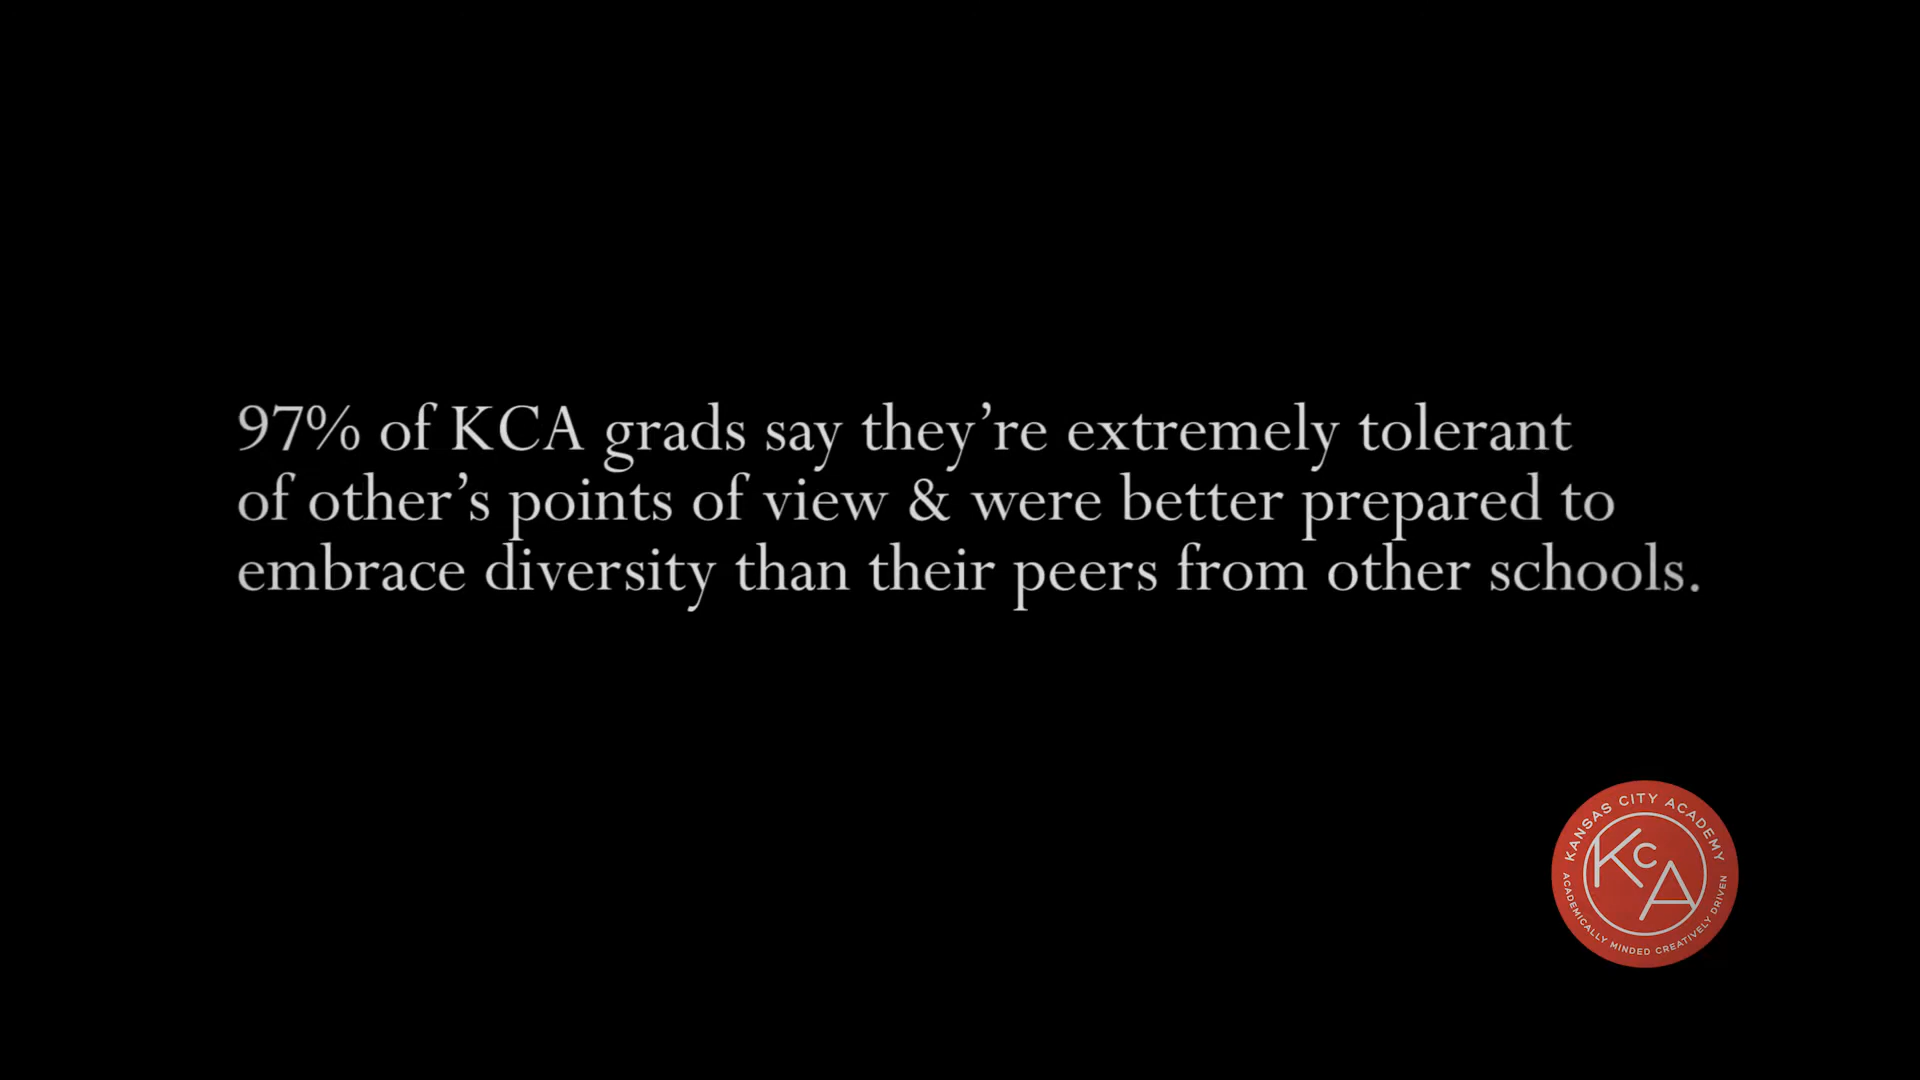 97% of KCA grads say they’re extremely tolerant
of other’s points of view & were better prepared to
embrace diversity than their peers from other schools.
KANSAS CITY ACADEMY
KCA
ACADEMICALLY MINDED CREATIVELY DRIVEN